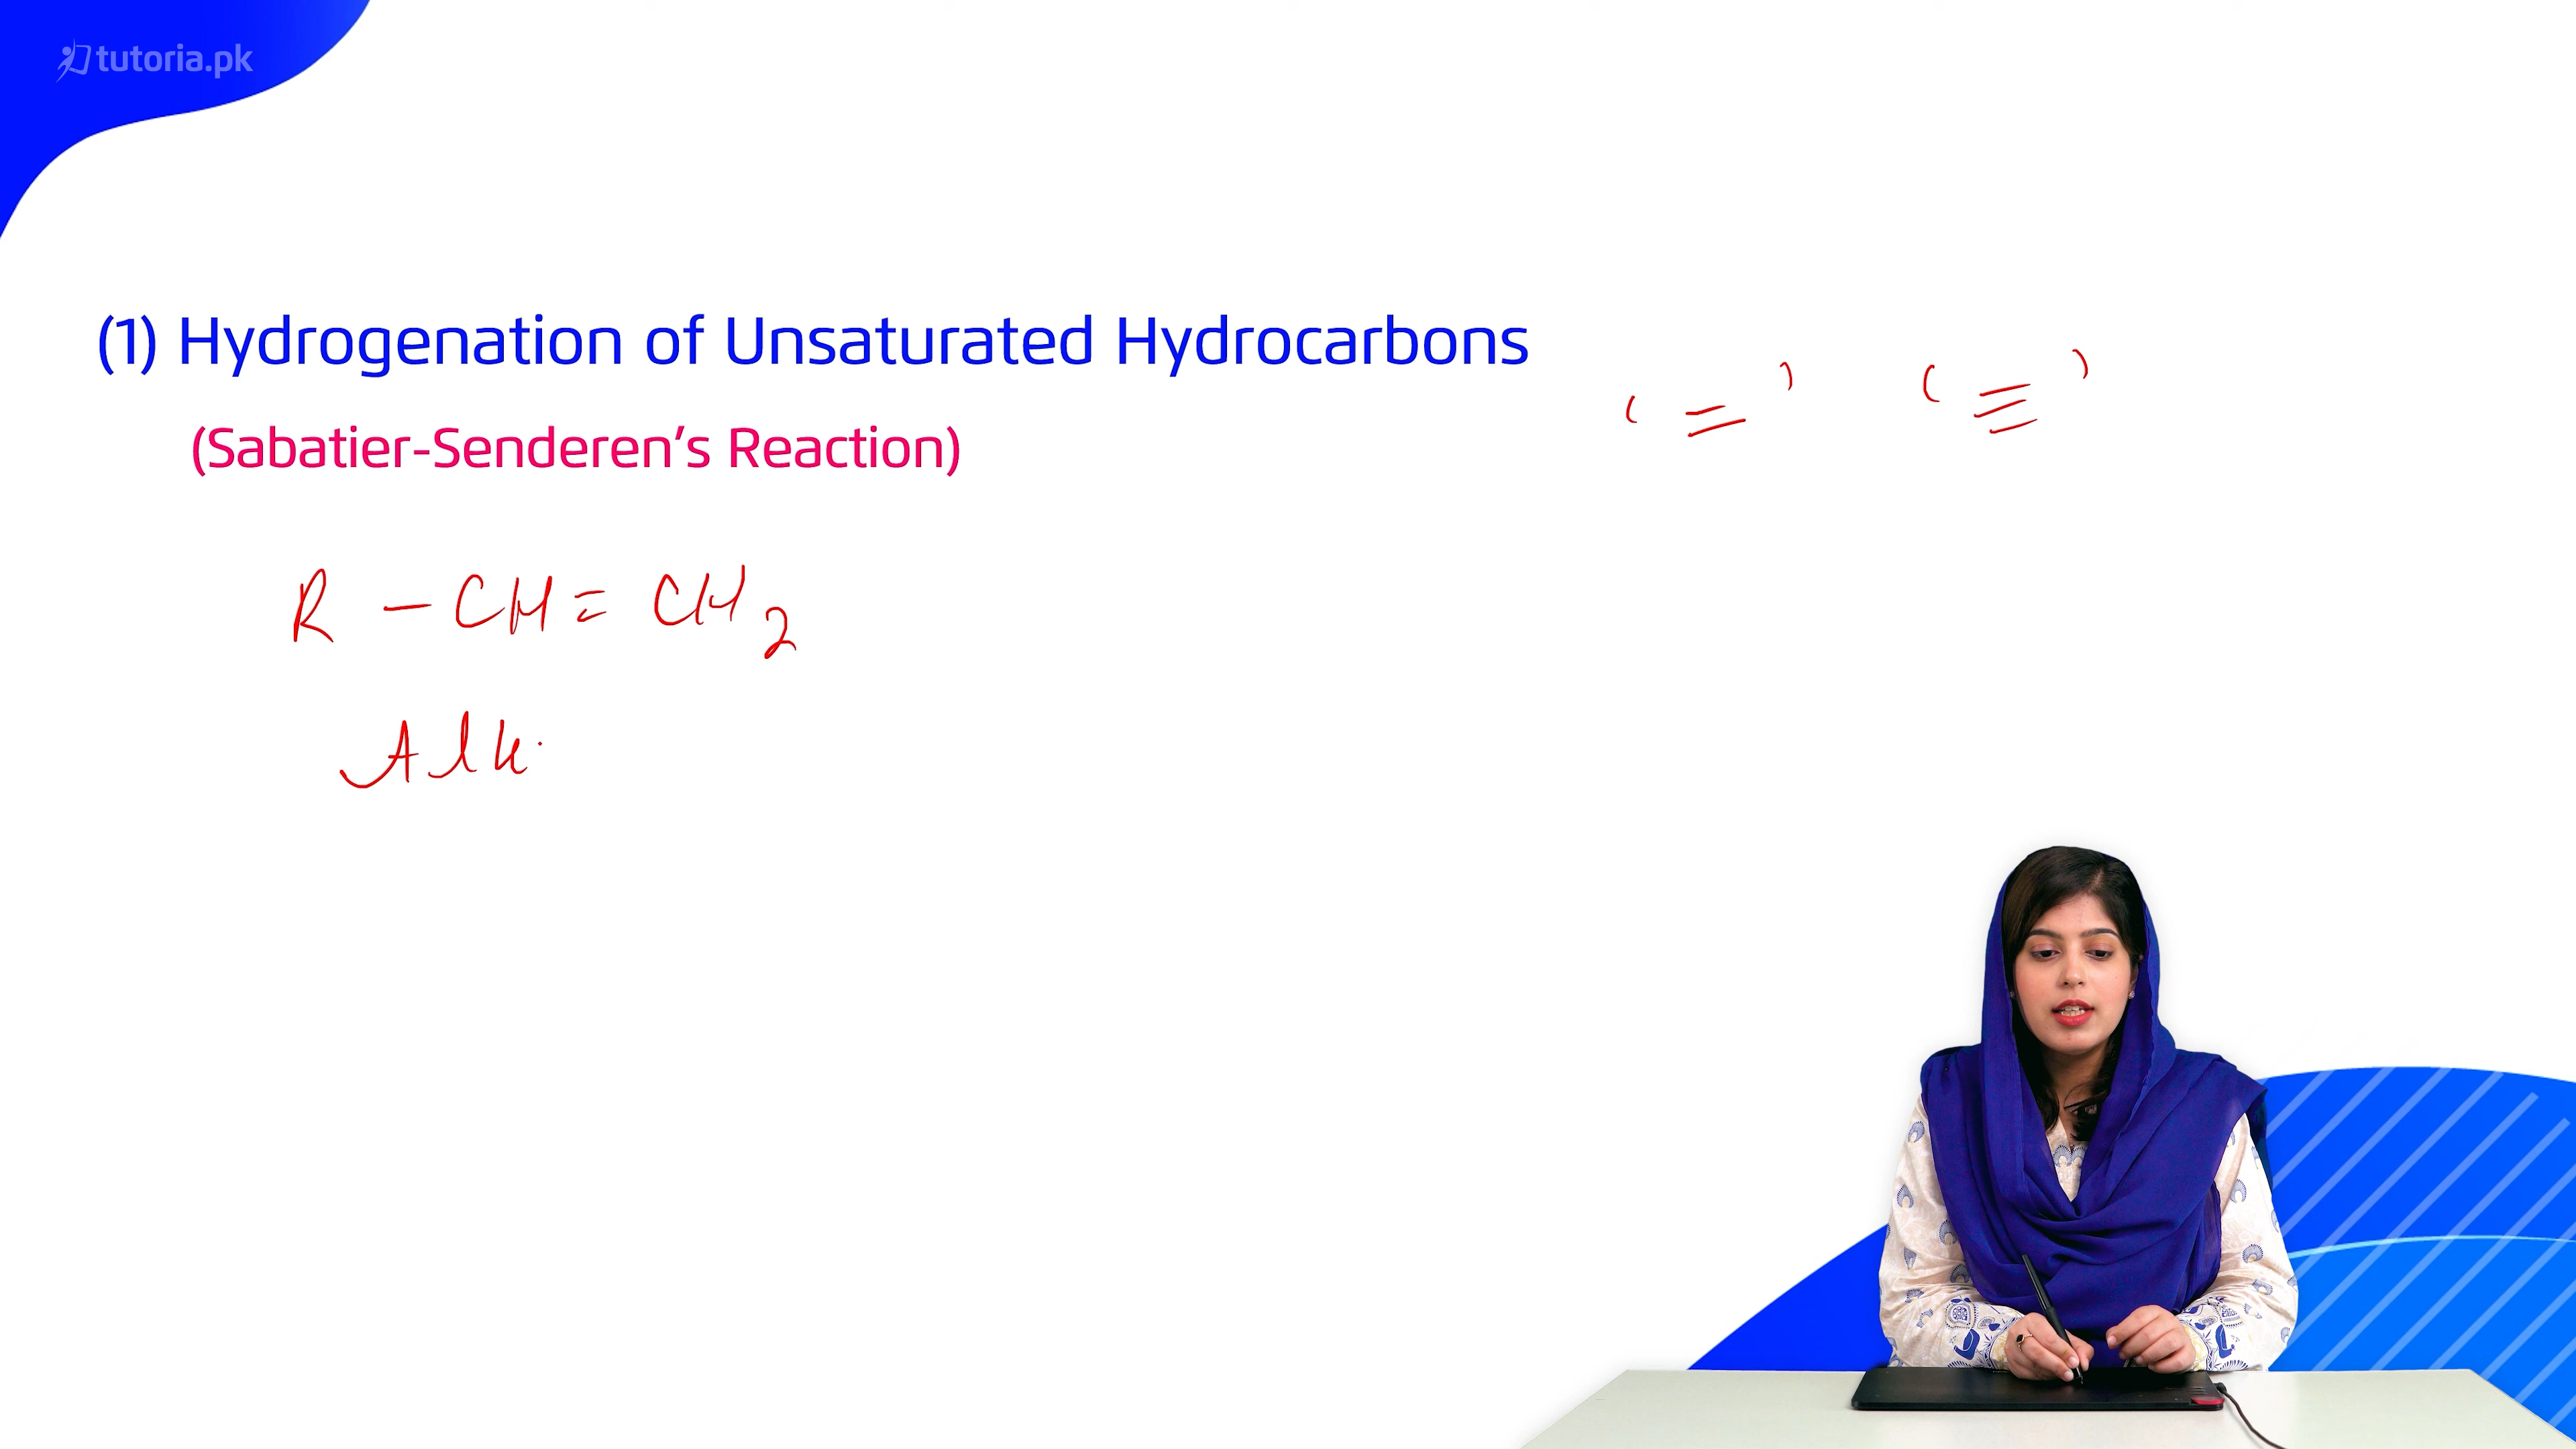 tutoria.pk
(1) Hydrogenation of Unsaturated Hydrocarbons
( = ) ( ≡ )
(Sabatier-Senderen’s Reaction)
R – CH = CH2
Alk